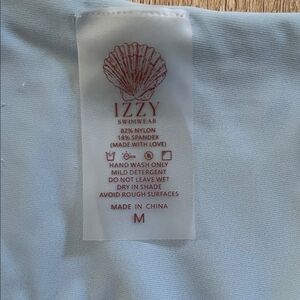 IZZY
SWIMWEAR
82% NYLON
18% SPANDEX
(MADE WITH LOVE)
HAND WASH ONLY
MILD DETERGENT
DO NOT LEAVE WET
DRY IN SHADE
AVOID ROUGH SURFACES
MADE IN CHINA
M